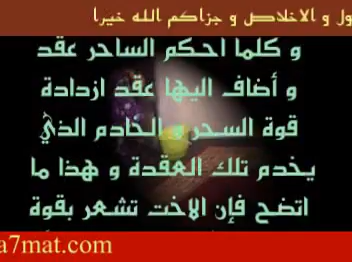 ول و الاخلاص و جزاكم الله خيرا
و كلما احكم الساحر عقد
و أضاف اليها عقد ازدادة
قوة السحر و الخادم الذي
يخدم تلك العقدة و هذا ما
اتضح فإن الاخت تشعر بقوة
a7mat.com